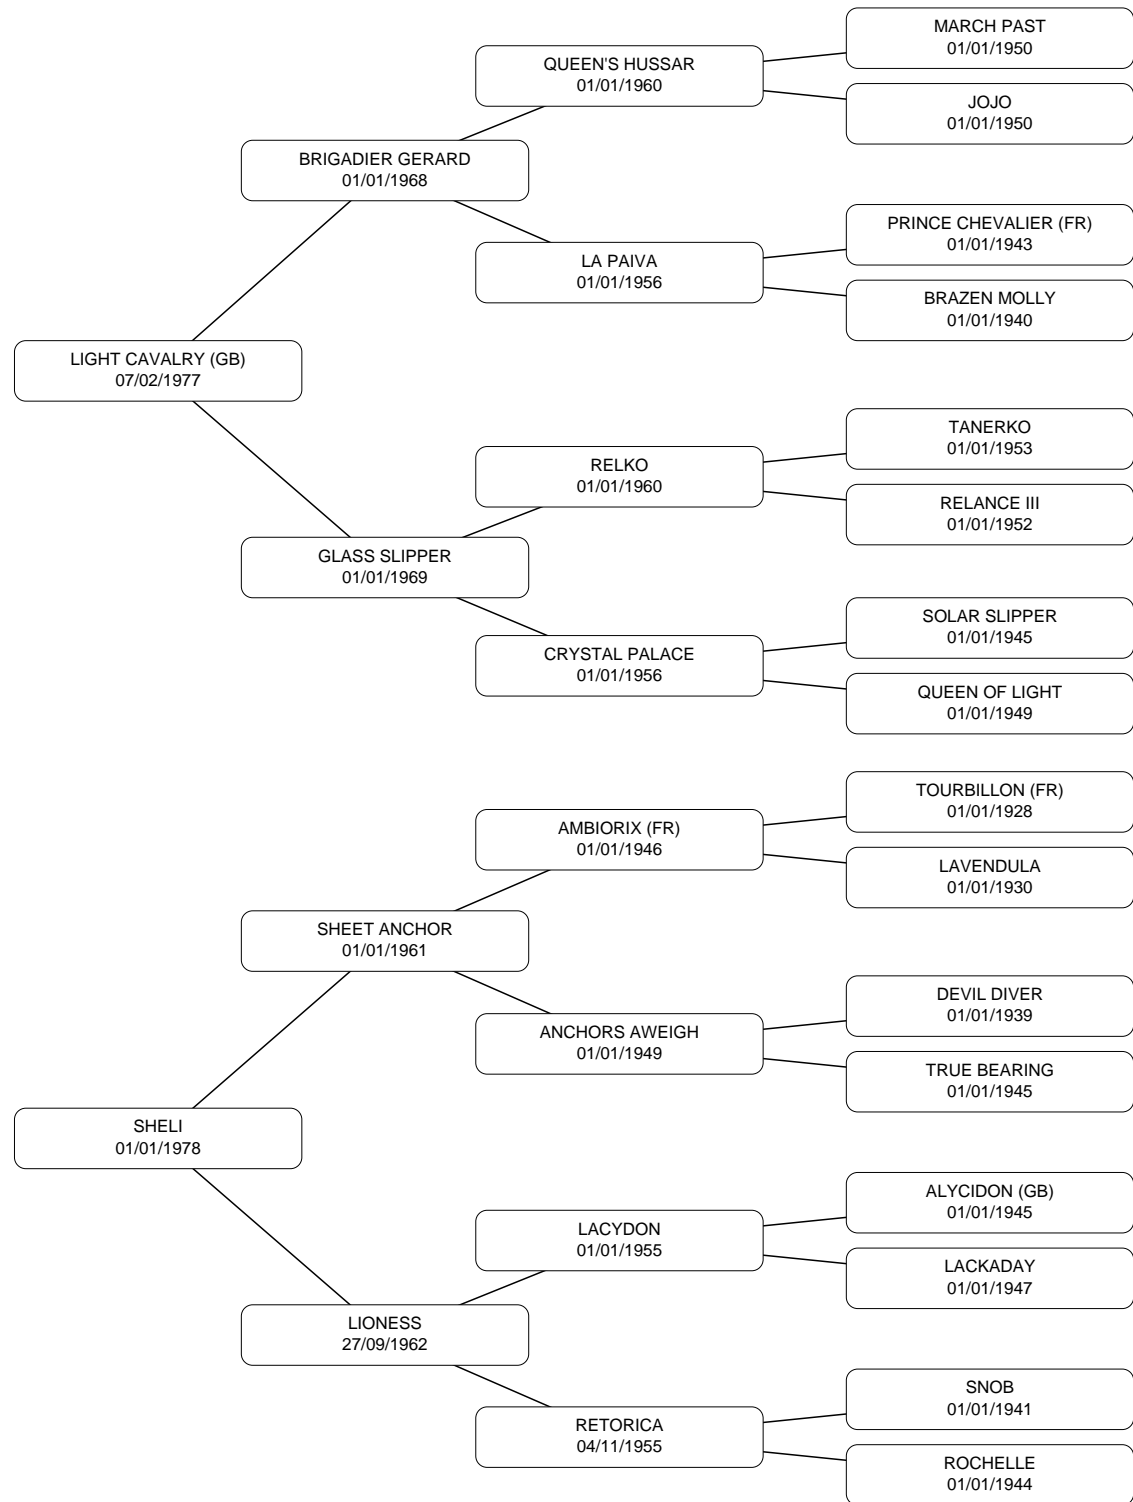 MARCH PAST
01/01/1950
QUEEN'S HUSSAR
01/01/1960
JOJO
01/01/1950
BRIGADIER GERARD
01/01/1968
PRINCE CHEVALIER (FR)
01/01/1943
LA PAIVA
01/01/1956
BRAZEN MOLLY
01/01/1940
LIGHT CAVALRY (GB)
07/02/1977
TANERKO
01/01/1953
RELKO
01/01/1960
RELANCE III
01/01/1952
GLASS SLIPPER
01/01/1969
SOLAR SLIPPER
01/01/1945
CRYSTAL PALACE
01/01/1956
QUEEN OF LIGHT
01/01/1949
TOURBILLON (FR)
01/01/1928
AMBIORIX (FR)
01/01/1946
LAVENDULA
01/01/1930
SHEET ANCHOR
01/01/1961
DEVIL DIVER
01/01/1939
ANCHORS AWEIGH
01/01/1949
TRUE BEARING
01/01/1945
SHELI
01/01/1978
ALYCIDON (GB)
01/01/1945
LACYDON
01/01/1955
LACKADAY
01/01/1947
LIONESS
27/09/1962
SNOB
01/01/1941
RETORICA
04/11/1955
ROCHELLE
01/01/1944